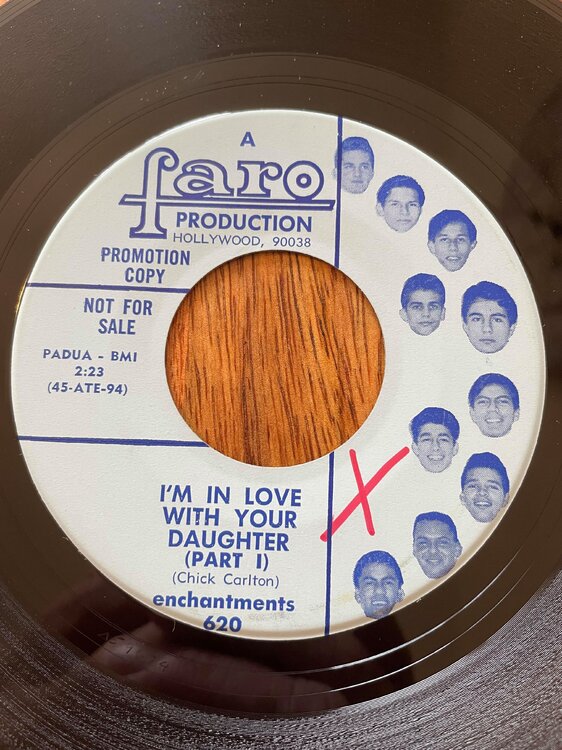 A
faro
PRODUCTION
HOLLYWOOD, 90038
PROMOTION
COPY
NOT FOR
SALE
PADUA - BMI
2:23
(45-ATE-94)
I'M IN LOVE
WITH YOUR
DAUGHTER
(PART I)
(Chick Carlton)
enchantments
620
X